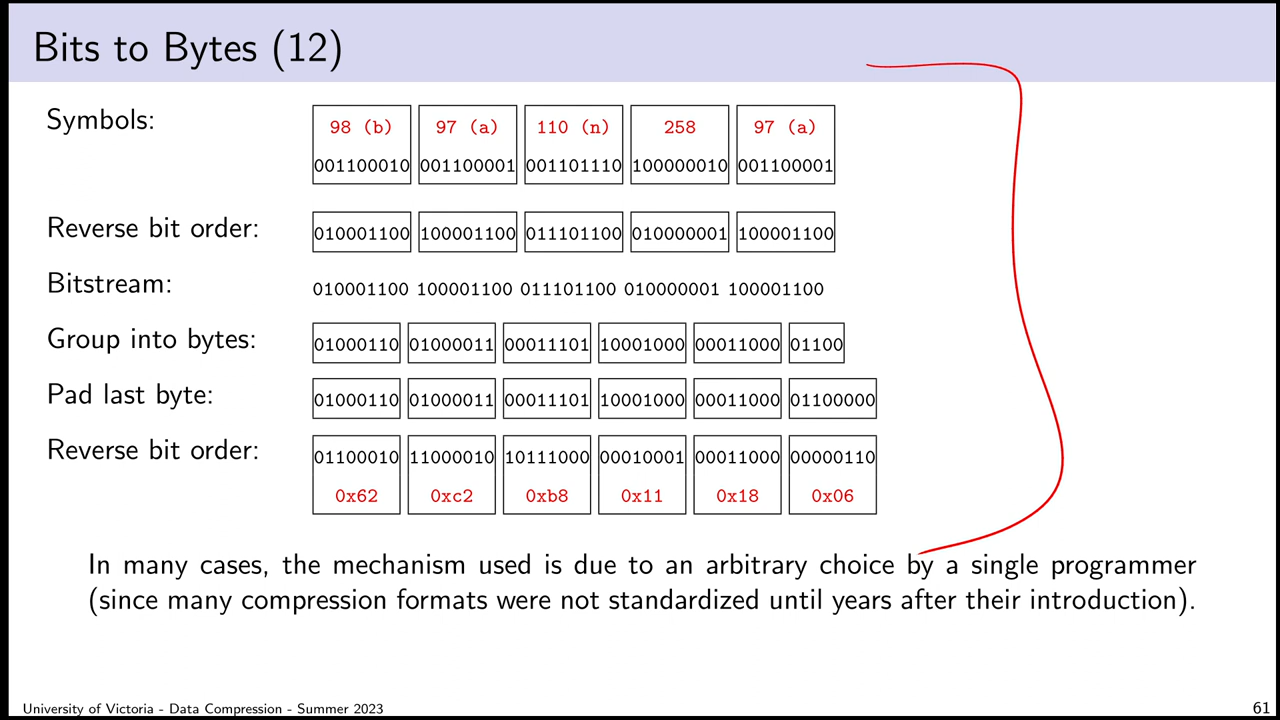 Bits to Bytes (12)
Symbols: 98 (b) 97 (a) 110 (n) 258 97 (a)
001100010 001100001 001101110 100000010 001100001
Reverse bit order: 010001100 100001100 011101100 010000001 100001100
Bitstream: 010001100 100001100 011101100 010000001 100001100
Group into bytes: 01000110 01000011 00011101 10001000 00011000 01100
Pad last byte: 01000110 01000011 00011101 10001000 00011000 01100000
Reverse bit order: 01100010 11000010 10111000 00010001 00011000 00000110
0x62 0xc2 0xb8 0x11 0x18 0x06
In many cases, the mechanism used is due to an arbitrary choice by a single programmer
(since many compression formats were not standardized until years after their introduction).
University of Victoria - Data Compression - Summer 2023 61